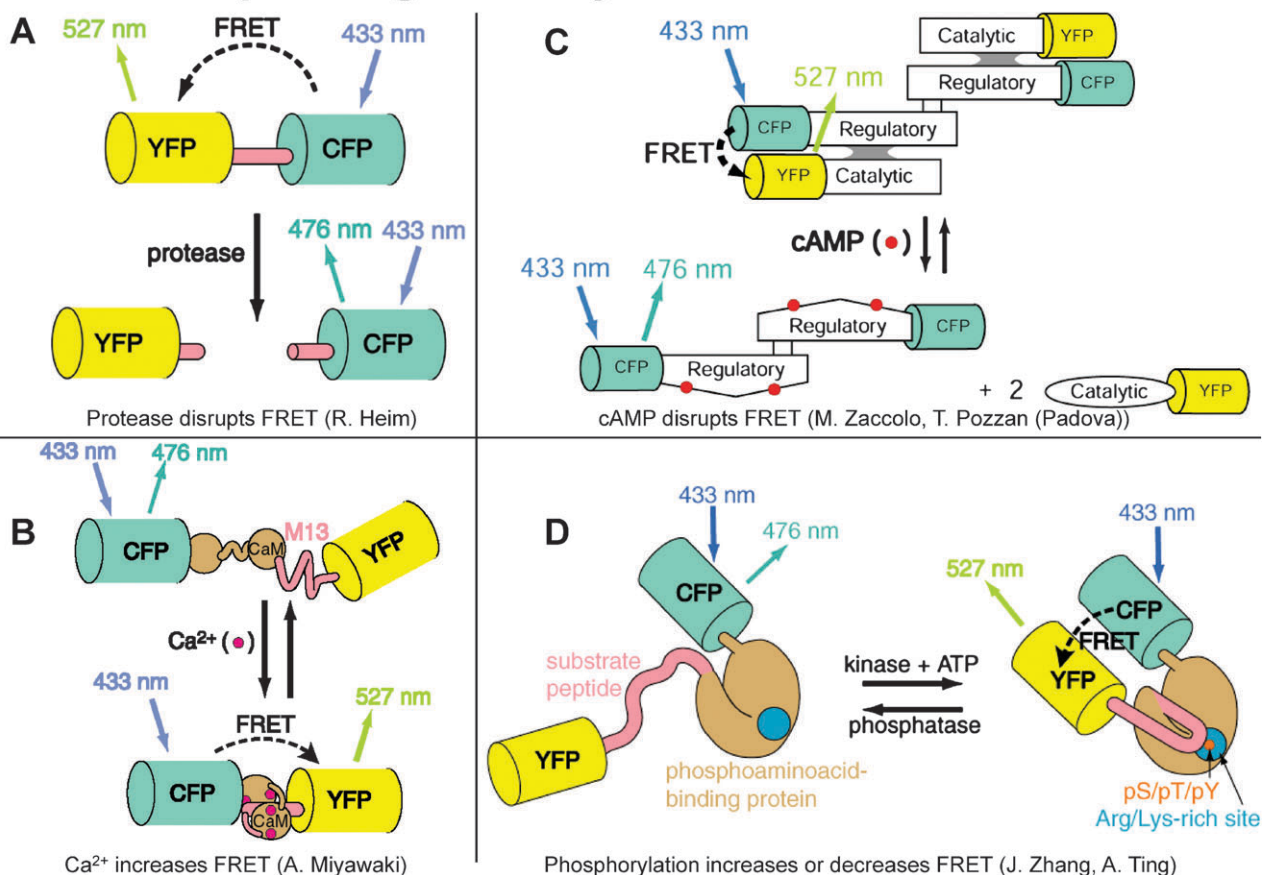 A
527 nm
FRET
433 nm
YFP
CFP
protease
476 nm
433 nm
YFP
CFP
Protease disrupts FRET (R. Heim)
B
433 nm
476 nm
CFP
CaM
M13
YFP
Ca²⁺ ( )
433 nm
FRET
527 nm
CFP
CaM
YFP
Ca²⁺ increases FRET (A. Miyawaki)
C
433 nm
527 nm
Catalytic
YFP
Regulatory
CFP
CFP
Regulatory
FRET
YFP
Catalytic
cAMP ( )
433 nm
476 nm
Regulatory
CFP
CFP
Regulatory
+ 2
Catalytic
YFP
cAMP disrupts FRET (M. Zaccolo, T. Pozzan (Padova))
D
433 nm
476 nm
CFP
substrate
peptide
YFP
phosphoaminoacid-
binding protein
kinase + ATP
phosphatase
433 nm
527 nm
CFP
FRET
YFP
pS/pT/pY
Arg/Lys-rich site
Phosphorylation increases or decreases FRET (J. Zhang, A. Ting)